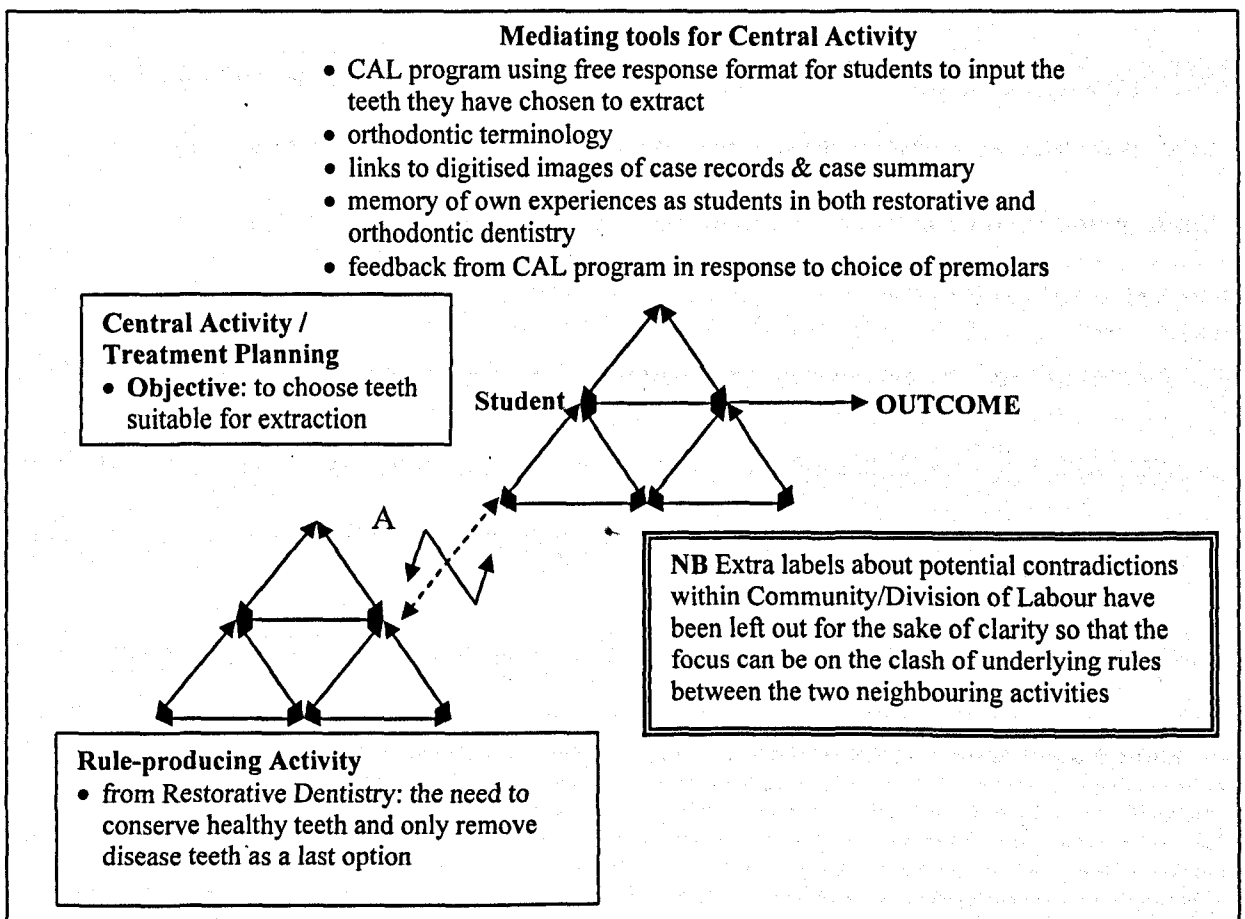 Mediating tools for Central Activity
• CAL program using free response format for students to input the
teeth they have chosen to extract
• orthodontic terminology
• links to digitised images of case records & case summary
• memory of own experiences as students in both restorative and
orthodontic dentistry
• feedback from CAL program in response to choice of premolars
Central Activity /
Treatment Planning
• Objective: to choose teeth
suitable for extraction
Student
OUTCOME
A
NB Extra labels about potential contradictions
within Community/Division of Labour have
been left out for the sake of clarity so that the
focus can be on the clash of underlying rules
between the two neighbouring activities
Rule-producing Activity
• from Restorative Dentistry: the need to
conserve healthy teeth and only remove
disease teeth as a last option